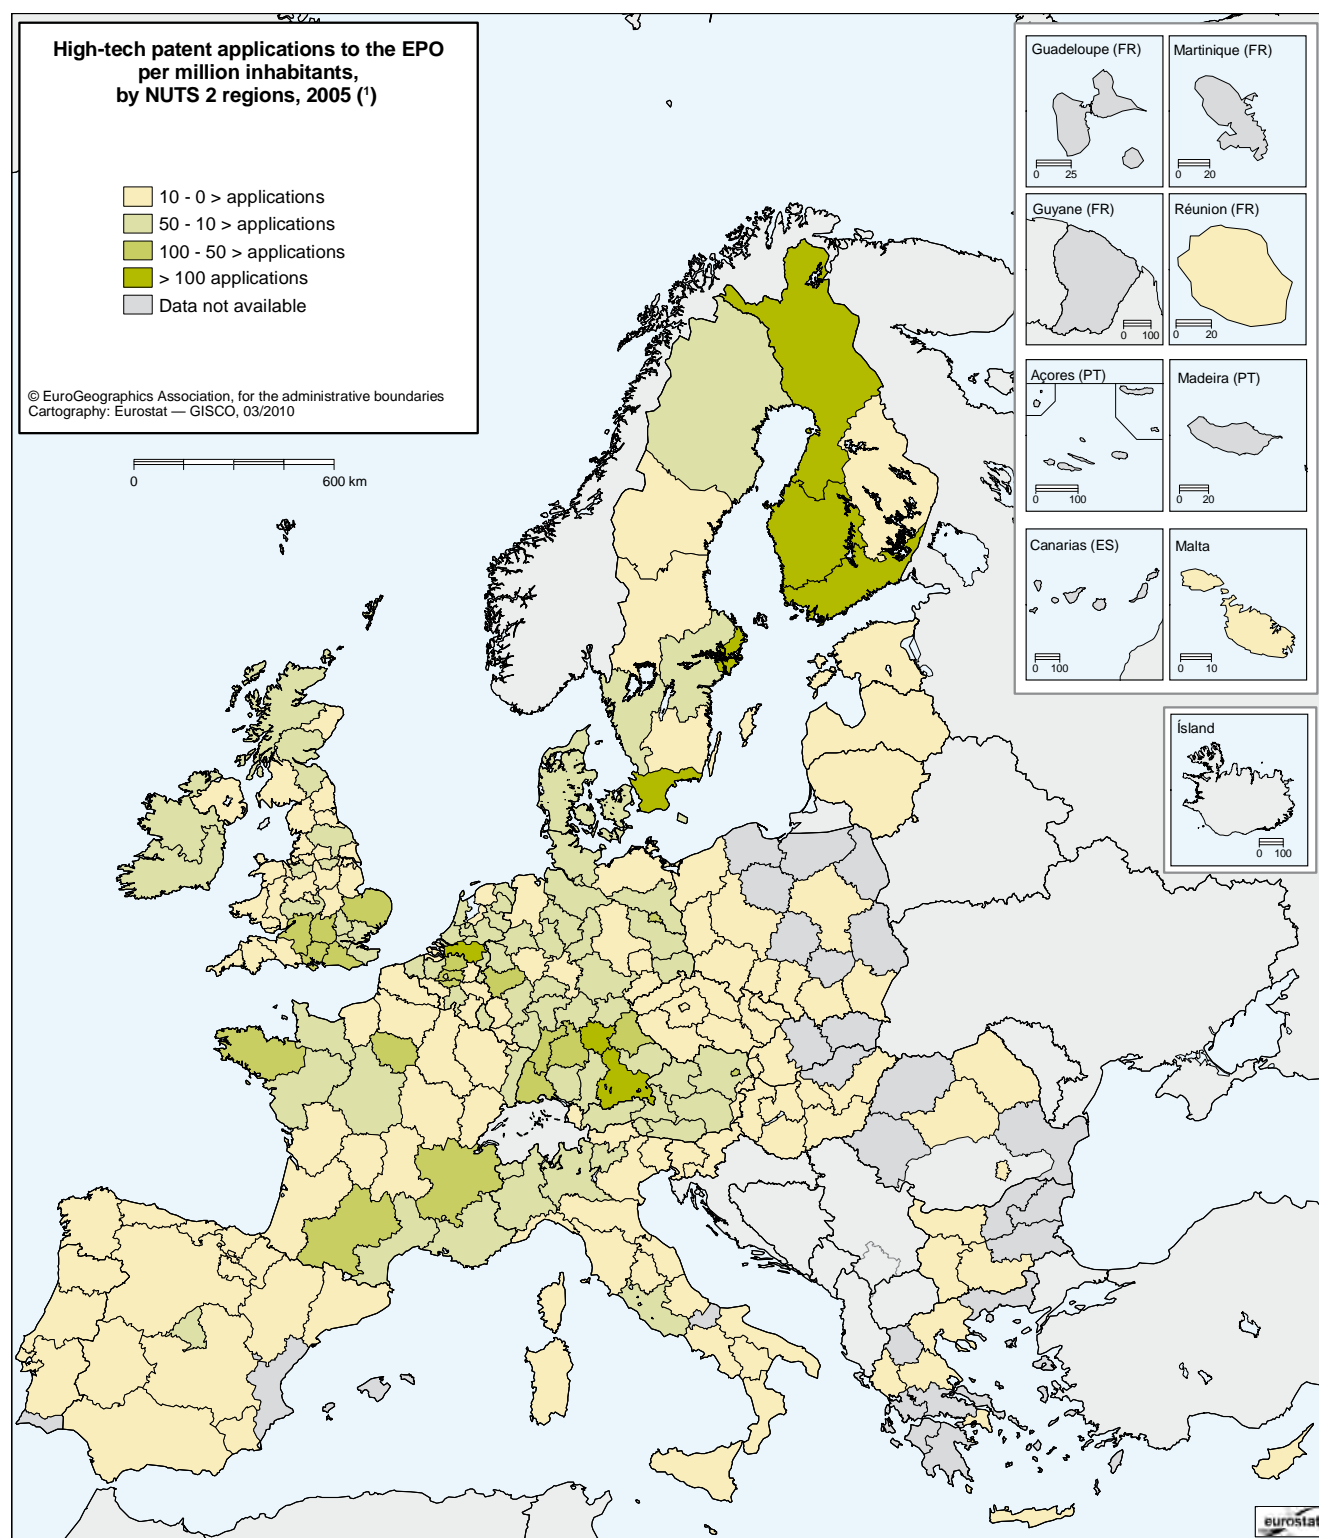 High-tech patent applications to the EPO
per million inhabitants,
by NUTS 2 regions, 2005 (¹)
10 - 0 > applications
50 - 10 > applications
100 - 50 > applications
> 100 applications
Data not available
© EuroGeographics Association, for the administrative boundaries
Cartography: Eurostat — GISCO, 03/2010
0 600 km
Guadeloupe (FR)
0 25
Martinique (FR)
0 20
Guyane (FR)
0 100
Réunion (FR)
0 20
Açores (PT)
0 100
Madeira (PT)
0 20
Canarias (ES)
0 100
Malta
0 10
Ísland
0 100
eurostat